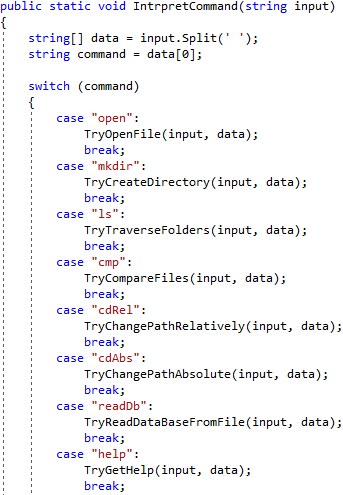 public static void IntrpretCommand(string input)
{
string[] data = input.Split(' ');
string command = data[0];
switch (command)
{
case "open":
TryOpenFile(input, data);
break;
case "mkdir":
TryCreateDirectory(input, data);
break;
case "ls":
TryTraverseFolders(input, data);
break;
case "cmp":
TryCompareFiles(input, data);
break;
case "cdRel":
TryChangePathRelatively(input, data);
break;
case "cdAbs":
TryChangePathAbsolute(input, data);
break;
case "readDb":
TryReadDataBaseFromFile(input, data);
break;
case "help":
TryGetHelp(input, data);
break;